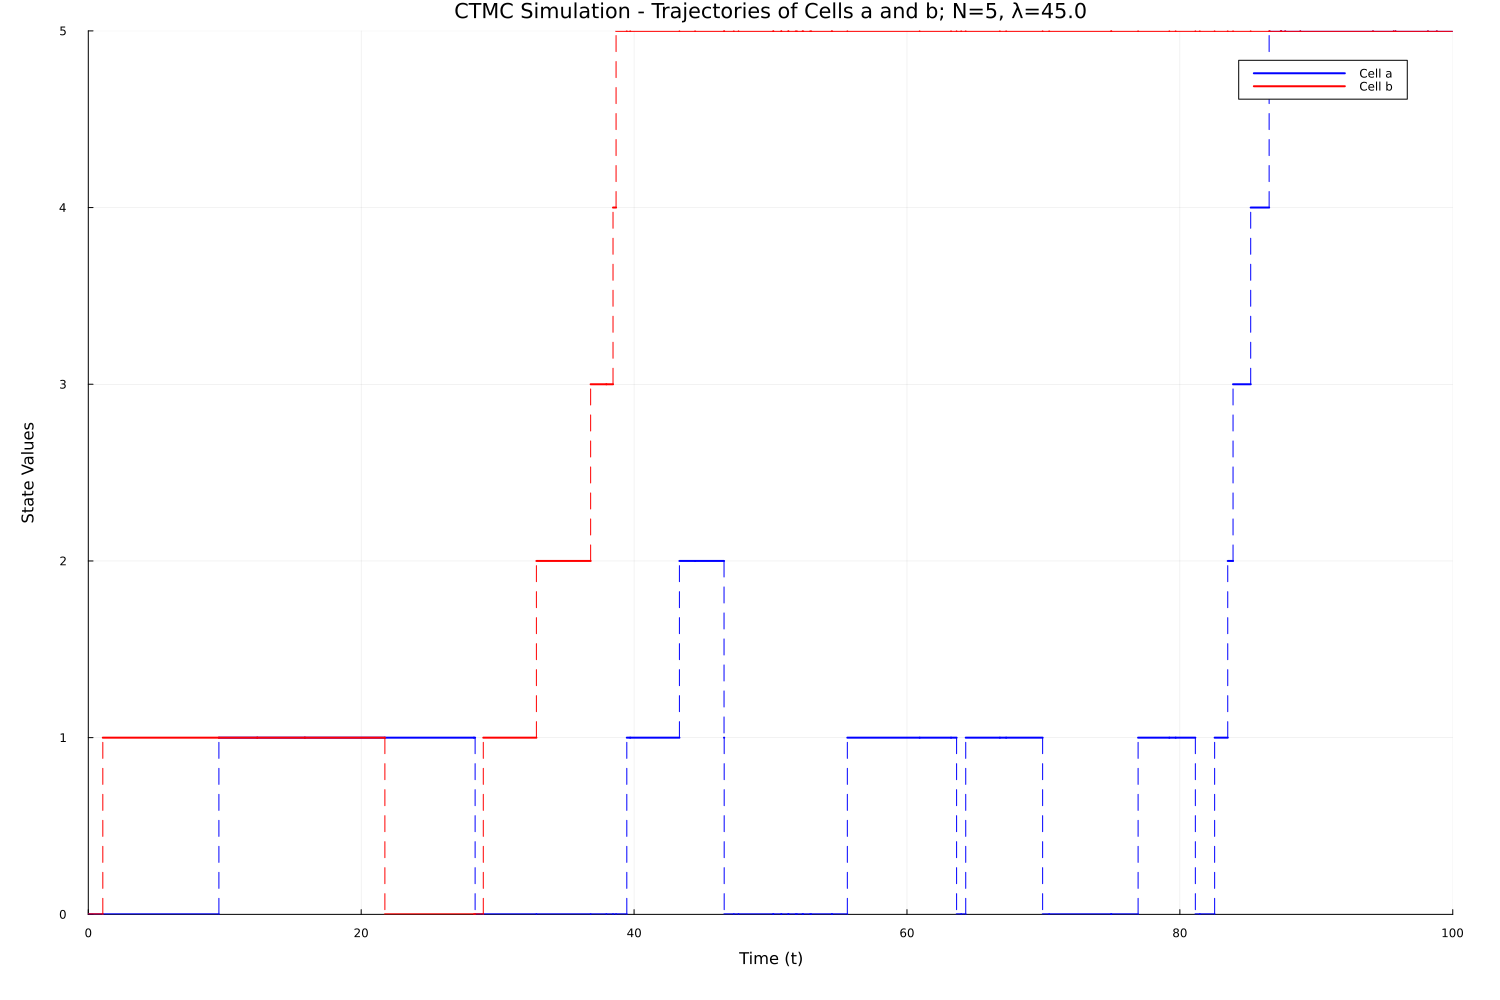 CTMC Simulation - Trajectories of Cells a and b; N=5, λ=45.0
5
Cell a
Cell b
4
3
State Values
2
1
0
0 20 40 60 80 100
Time (t)